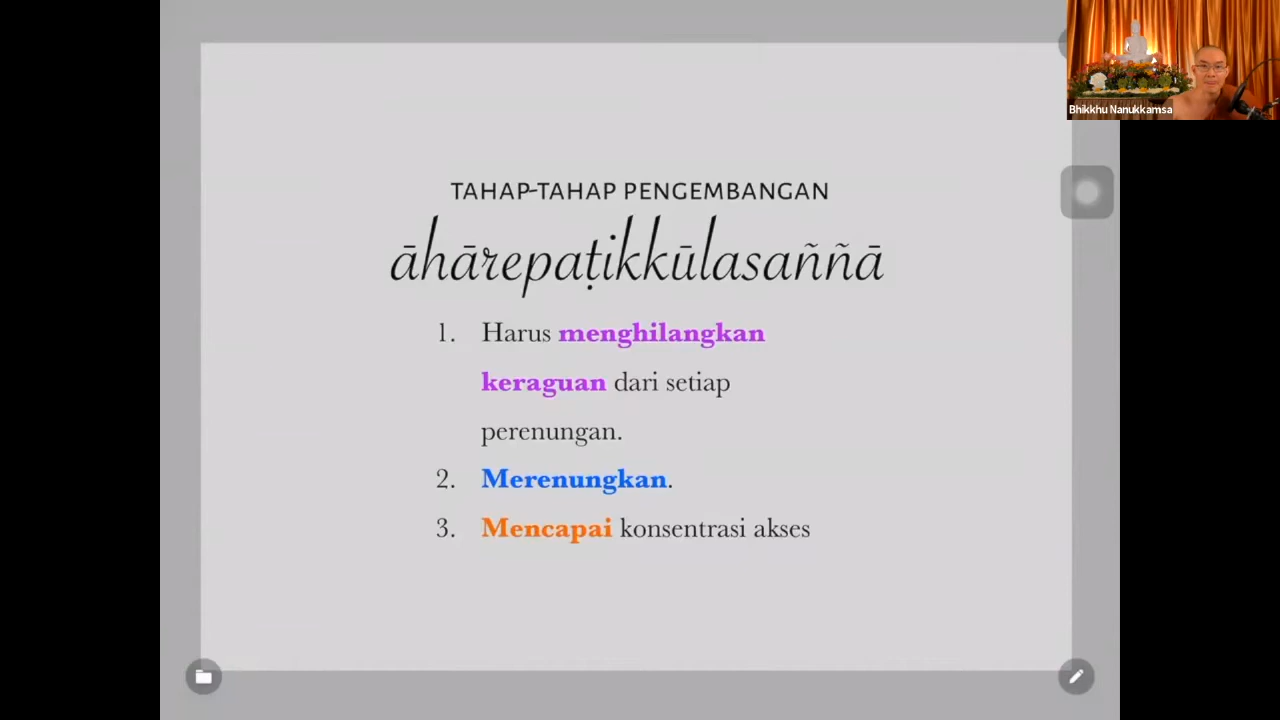 Bhikkhu Nanukkamsa
TAHAP-TAHAP PENGEMBANGAN
āhārepaṭikkūlasaññā
1. Harus menghilangkan
keraguan dari setiap
perenungan.
2. Merenungkan.
3. Mencapai konsentrasi akses